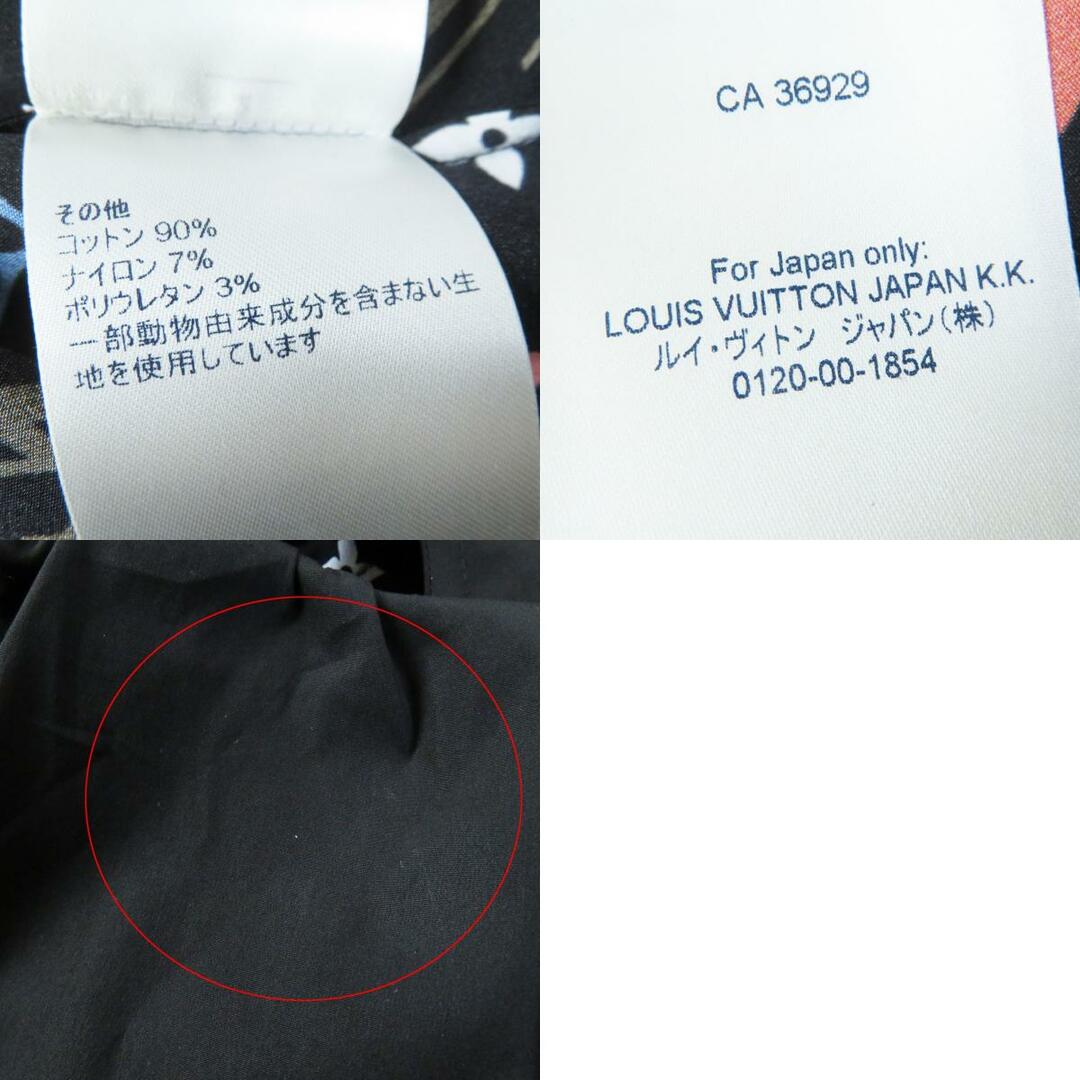 その他
コットン 90%
ナイロン 7%
ポリウレタン 3%
一部動物由来成分を含まない生
地を使用しています
CA 36929
For Japan only:
LOUIS VUITTON JAPAN K.K.
ルイ・ヴィトン ジャパン(株)
0120-00-1854